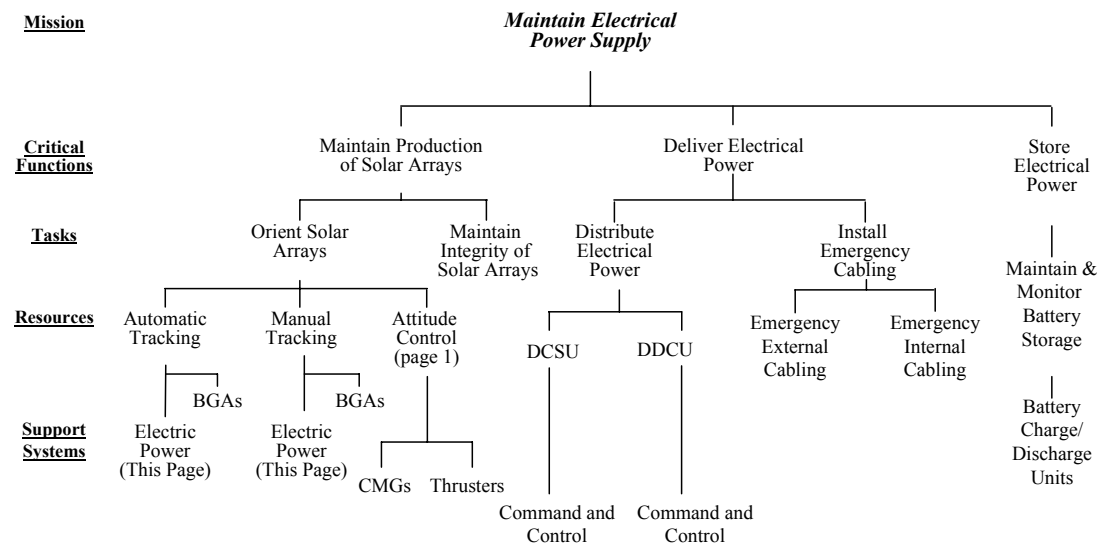 Mission
Maintain Electrical
Power Supply
Critical
Functions
Maintain Production
of Solar Arrays
Deliver Electrical
Power
Store
Electrical
Power
Tasks
Orient Solar
Arrays
Maintain
Integrity of
Solar Arrays
Distribute
Electrical
Power
Install
Emergency
Cabling
Maintain &
Monitor
Battery
Storage
Resources
Automatic
Tracking
Manual
Tracking
Attitude
Control
(page 1)
DCSU
DDCU
Emergency
External
Cabling
Emergency
Internal
Cabling
Support
Systems
BGAs
Electric
Power
(This Page)
BGAs
Electric
Power
(This Page)
CMGs
Thrusters
Command and
Control
Command and
Control
Battery
Charge/
Discharge
Units